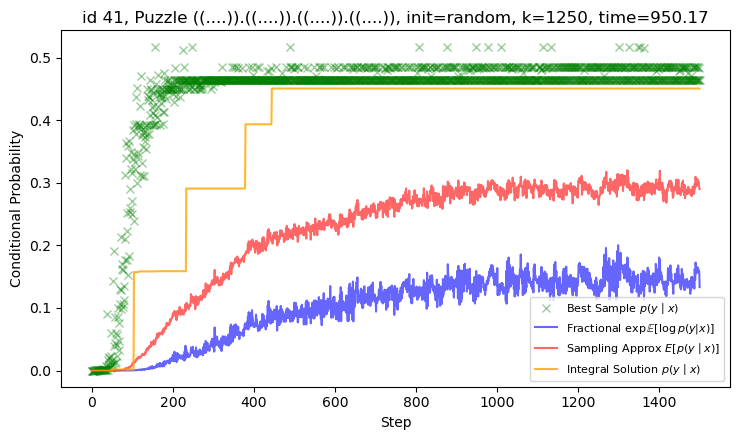 id 41, Puzzle ((....)).((....)).((....)).((....)), init=random, k=1250, time=950.17
Conditional Probability
0.5
0.4
0.3
0.2
0.1
0.0
0 200 400 600 800 1000 1200 1400
Step
Best Sample p(y | x)
Fractional exp𝔼[log p(y|x)]
Sampling Approx E[p(y | x)]
Integral Solution p(y | x)